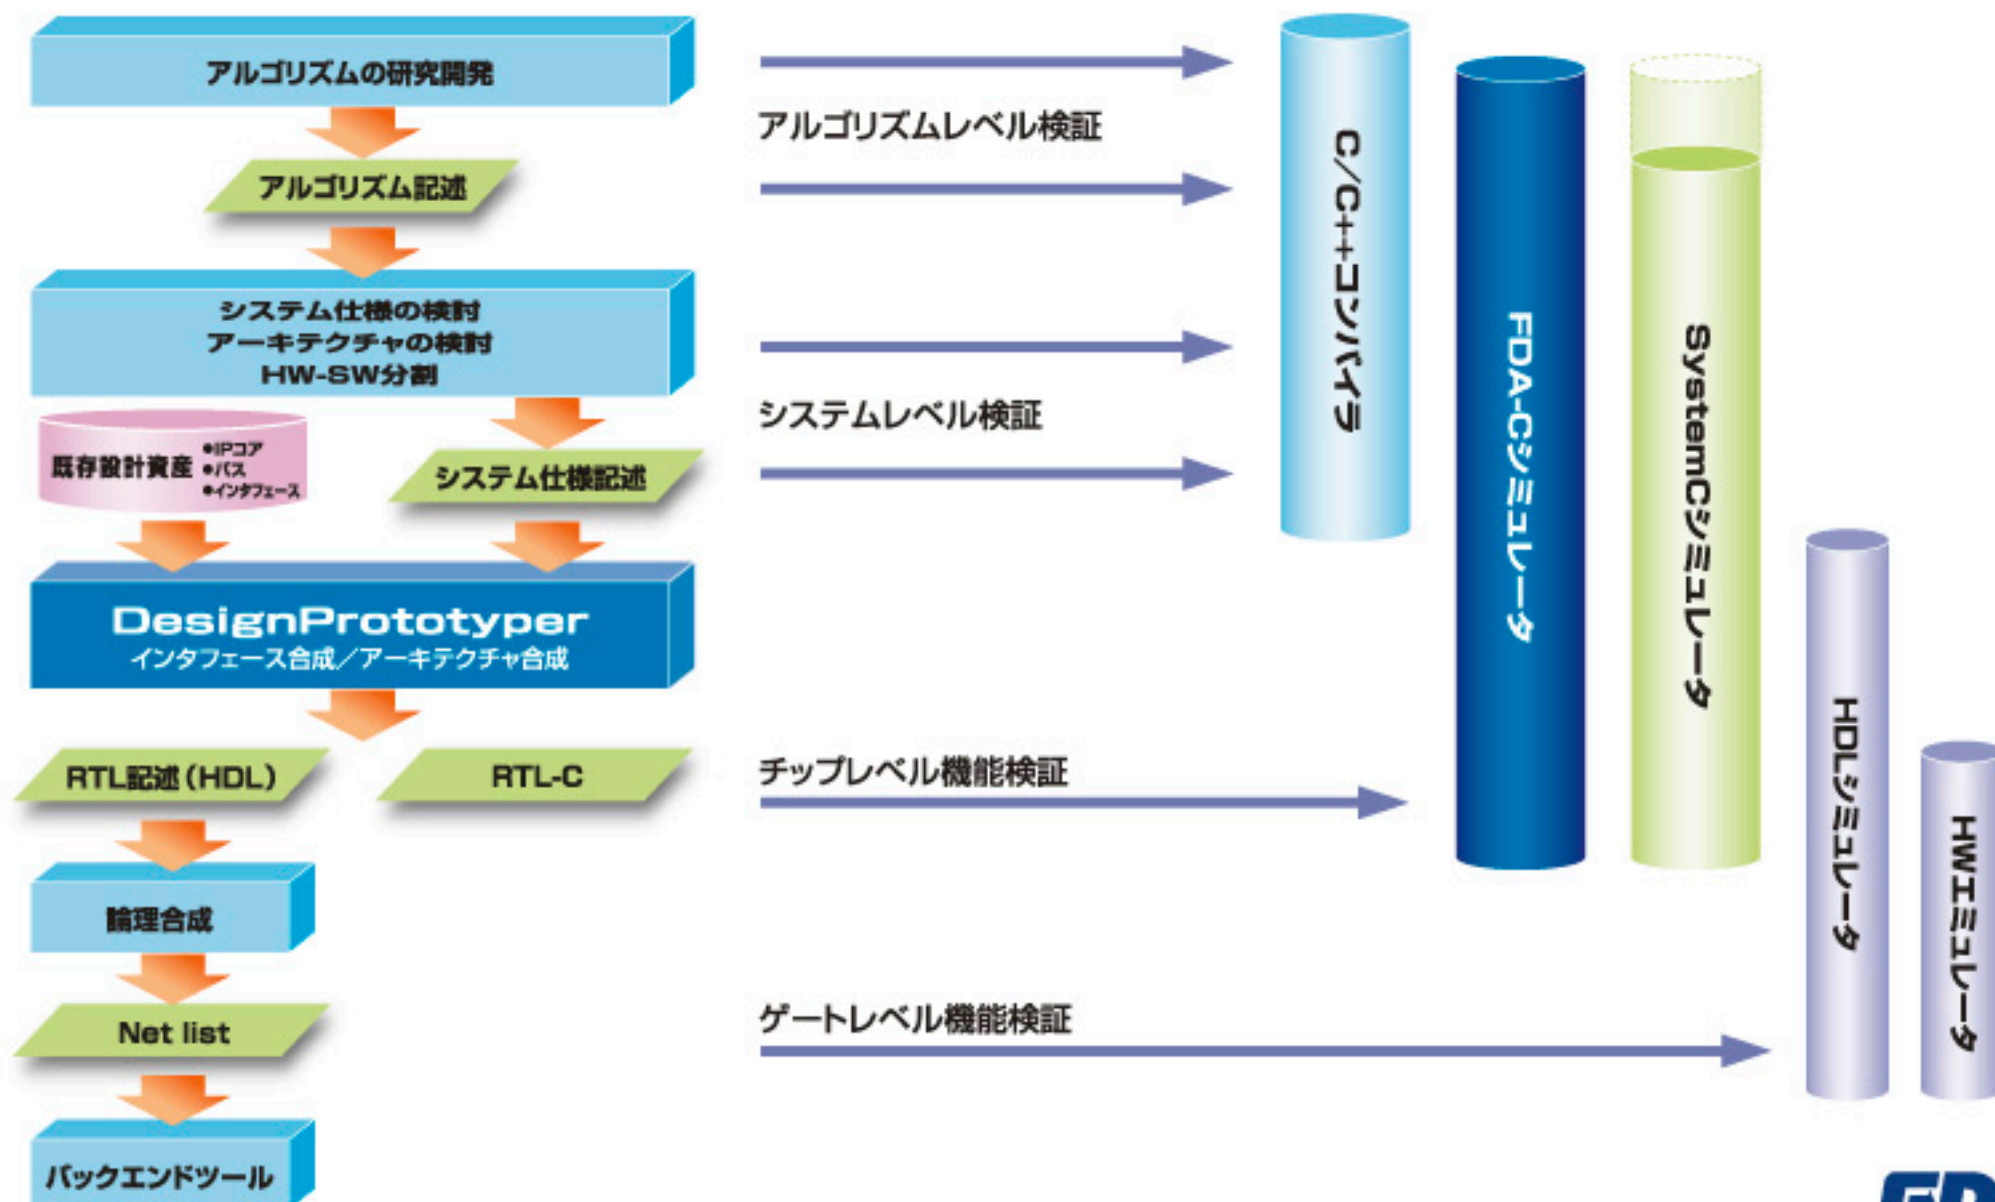 アルゴリズムの研究開発
アルゴリズム記述
システム仕様の検討
アーキテクチャの検討
HW-SW分割
既存設計資産
●IPコア
●バス
●インタフェース
システム仕様記述
DesignPrototyper
インタフェース合成／アーキテクチャ合成
RTL記述（HDL）
RTL-C
論理合成
Net list
バックエンドツール
アルゴリズムレベル検証
システムレベル検証
チップレベル機能検証
ゲートレベル機能検証
C/C++コンパイラ
FDA-Cシミュレータ
SystemCシミュレータ
HDLシミュレータ
HWエミュレータ